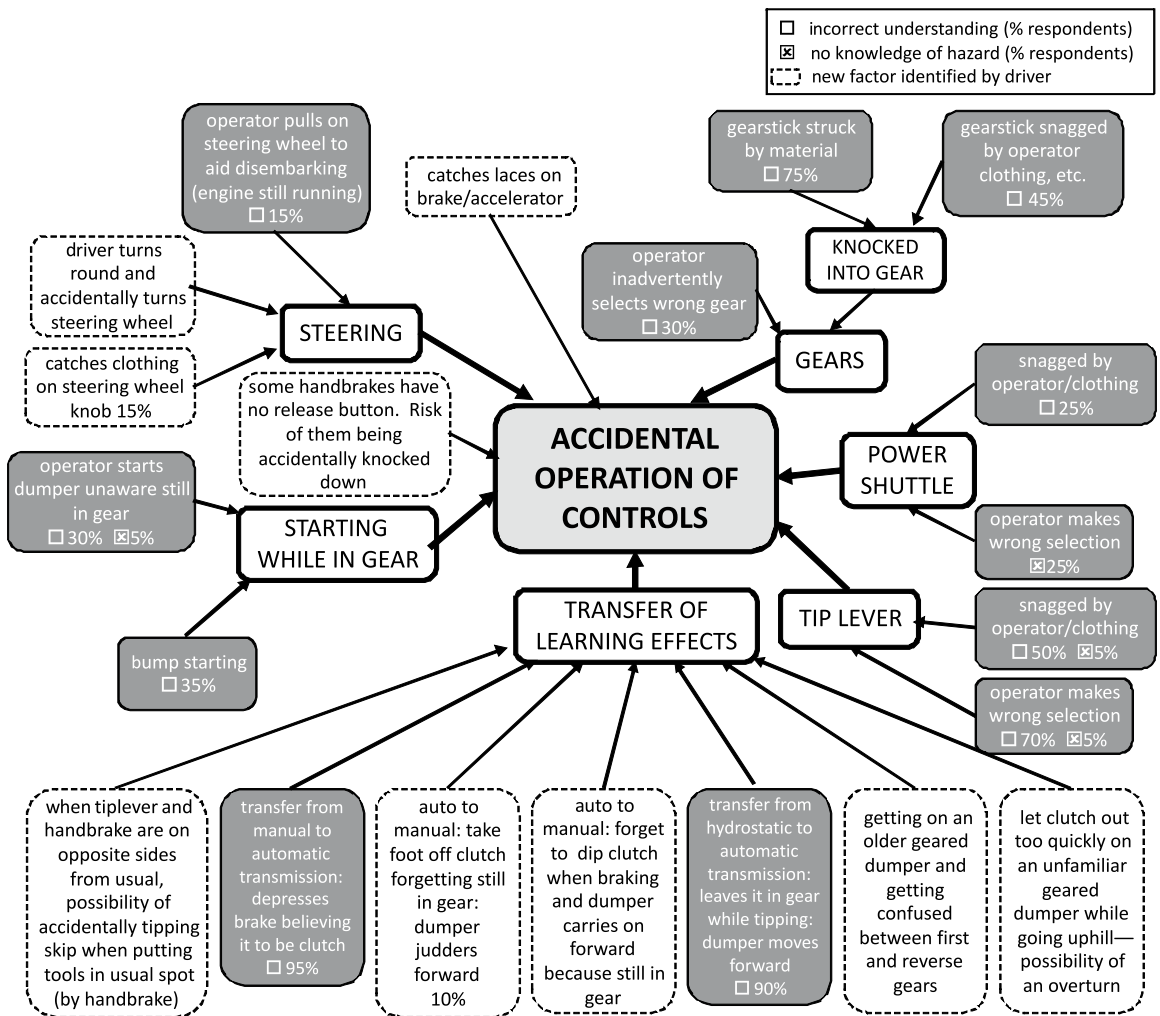 ☐ incorrect understanding (% respondents)
☒ no knowledge of hazard (% respondents)
new factor identified by driver
operator pulls on
steering wheel to
aid disembarking
(engine still running)
☐ 15%
catches laces on
brake/accelerator
gearstick struck
by material
☐ 75%
gearstick snagged
by operator
clothing, etc.
☐ 45%
driver turns
round and
accidentally turns
steering wheel
operator
inadvertently
selects wrong gear
☐ 30%
KNOCKED
INTO GEAR
STEERING
GEARS
catches clothing
on steering wheel
knob 15%
some handbrakes have
no release button. Risk
of them being
accidentally knocked
down
snagged by
operator/clothing
☐ 25%
ACCIDENTAL
OPERATION OF
CONTROLS
POWER
SHUTTLE
operator starts
dumper unaware still
in gear
☐ 30% ☒ 5%
STARTING
WHILE IN GEAR
operator makes
wrong selection
☒ 25%
TRANSFER OF
LEARNING EFFECTS
TIP LEVER
snagged by
operator/clothing
☐ 50% ☒ 5%
bump starting
☐ 35%
operator makes
wrong selection
☐ 70% ☒ 5%
when tiplever and
handbrake are on
opposite sides
from usual,
possibility of
accidentally tipping
skip when putting
tools in usual spot
(by handbrake)
transfer from
manual to
automatic
transmission:
depresses
brake believing
it to be clutch
☐ 95%
auto to
manual: take
foot off clutch
forgetting still
in gear:
dumper
judders
forward
10%
auto to
manual: forget
to dip clutch
when braking
and dumper
carries on
forward
because still in
gear
transfer from
hydrostatic to
automatic
transmission:
leaves it in gear
while tipping:
dumper moves
forward
☐ 90%
getting on an
older geared
dumper and
getting
confused
between first
and reverse
gears
let clutch out
too quickly on
an unfamiliar
geared
dumper while
going uphill—
possibility of
an overturn